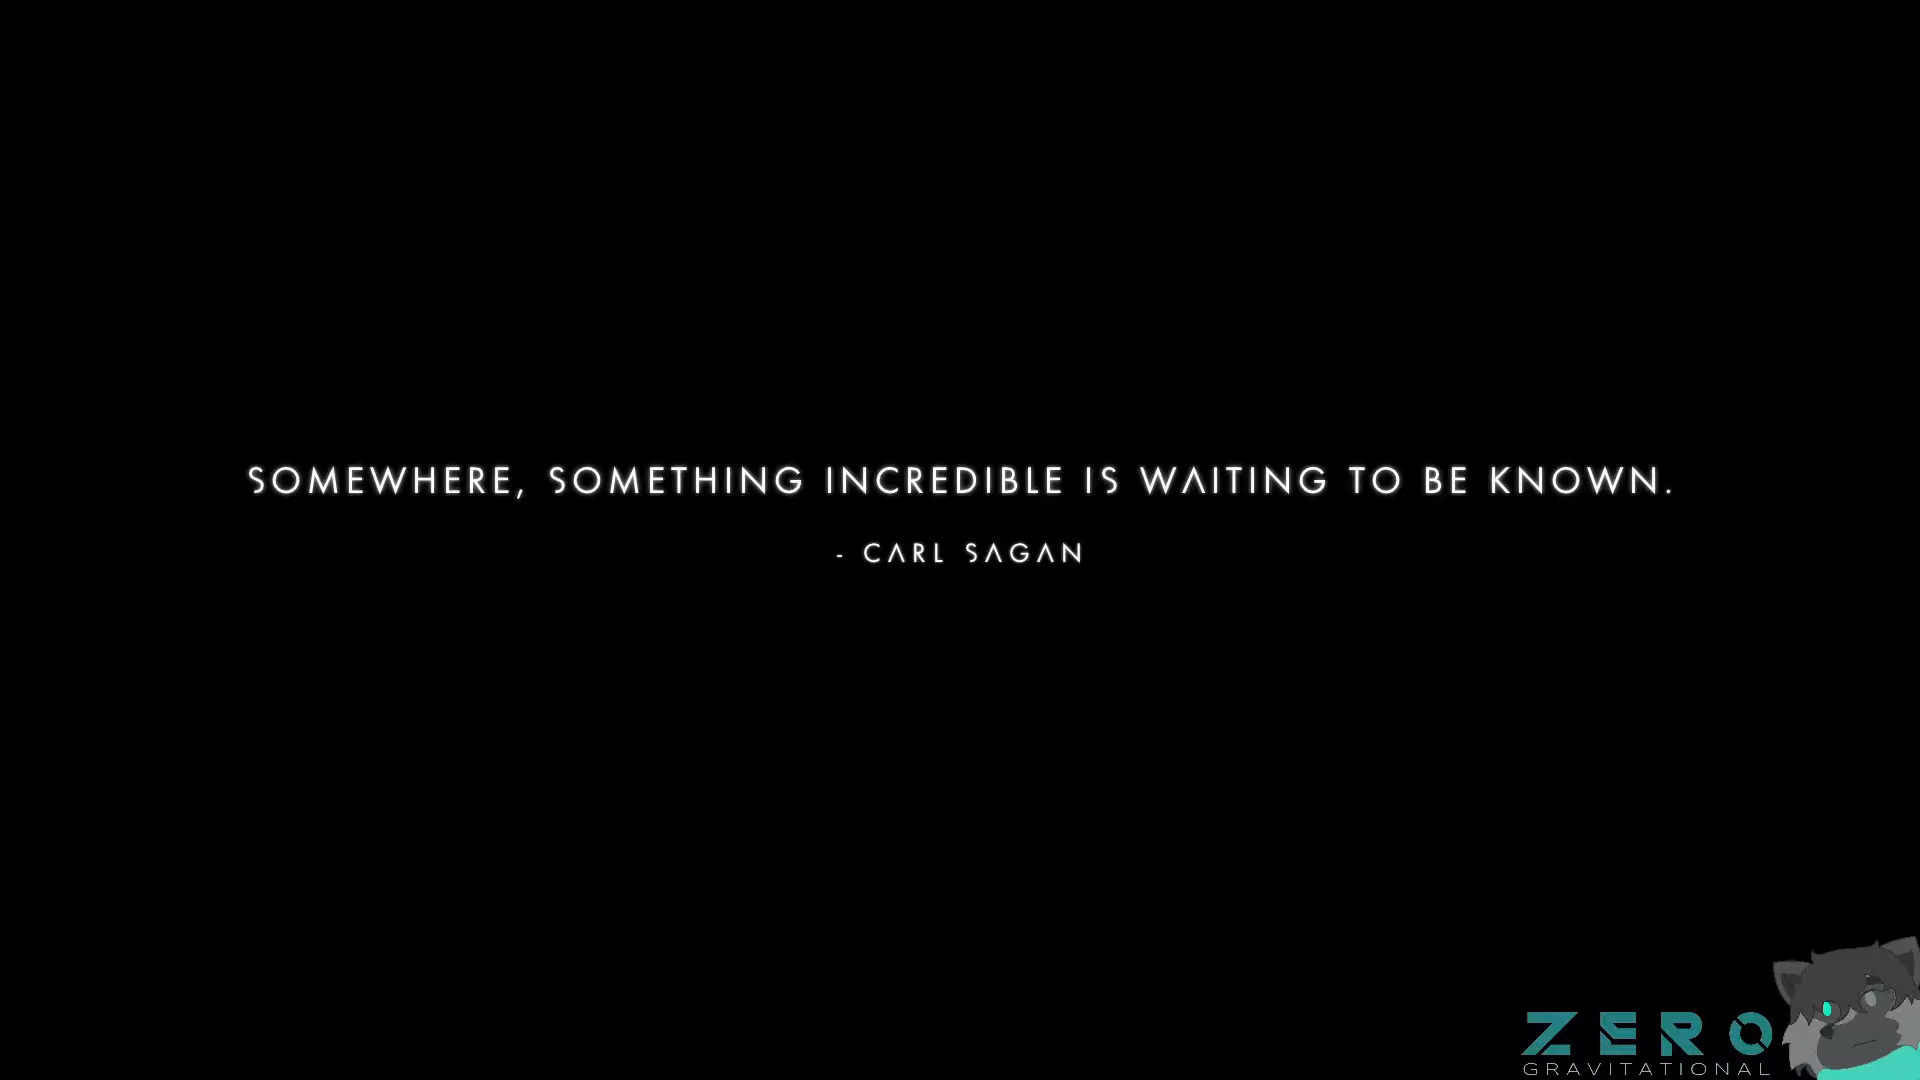 SOMEWHERE, SOMETHING INCREDIBLE IS WAITING TO BE KNOWN.
- CARL SAGAN
ZERO
GRAVITATIONAL